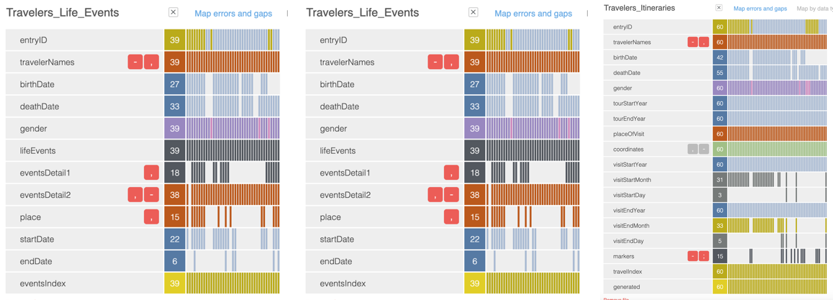 Travelers_Life_Events
× Map errors and gaps |
entryID 39
travelerNames - , 39
birthDate 27
deathDate 33
gender 39
lifeEvents 39
eventsDetail1 , 18
eventsDetail2 , - 38
place , 15
startDate 22
endDate 6
eventsIndex 39
Travelers_Life_Events
× Map errors and gaps |
entryID 39
travelerNames - , 39
birthDate 27
deathDate 33
gender 39
lifeEvents 39
eventsDetail1 , 18
eventsDetail2 , - 38
place , 15
startDate 22
endDate 6
eventsIndex 39
Travelers_Itineraries
× Map errors and gaps | Map by data ty
entryID 60
travelerNames - , 60
birthDate 42
deathDate 55
gender 60
tourStartYear 60
tourEndYear 60
placeOfVisit 60
coordinates , - 60
visitStartYear 60
visitStartMonth 31
visitStartDay 3
visitEndYear 60
visitEndMonth 33
visitEndDay 5
markers - : 15
travelIndex 60
generated 60